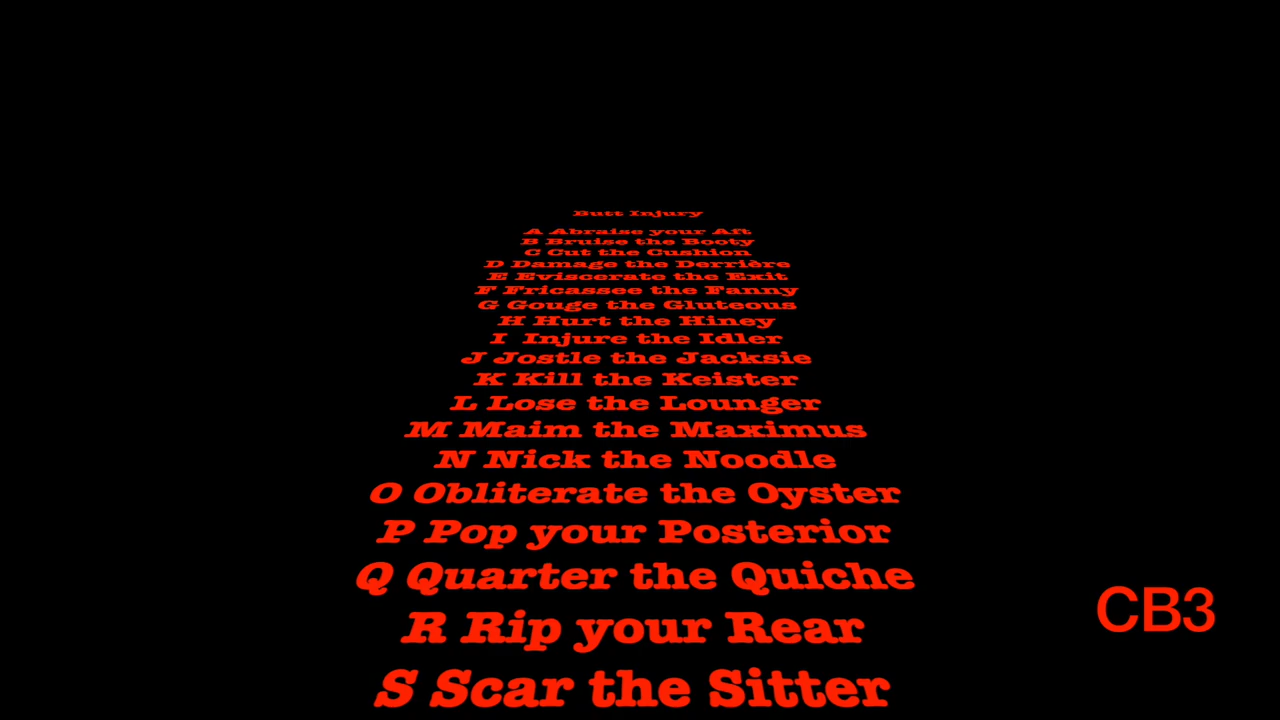 Butt Injury
A Abraise your Aft
B Bruise the Booty
C Cut the Cushion
D Damage the Derrière
E Eviscerate the Exit
F Fricassee the Fanny
G Gouge the Gluteous
H Hurt the Hiney
I Injure the Idler
J Jostle the Jacksie
K Kill the Keister
L Lose the Lounger
M Maim the Maximus
N Nick the Noodle
O Obliterate the Oyster
P Pop your Posterior
Q Quarter the Quiche
R Rip your Rear
S Scar the Sitter
CB3